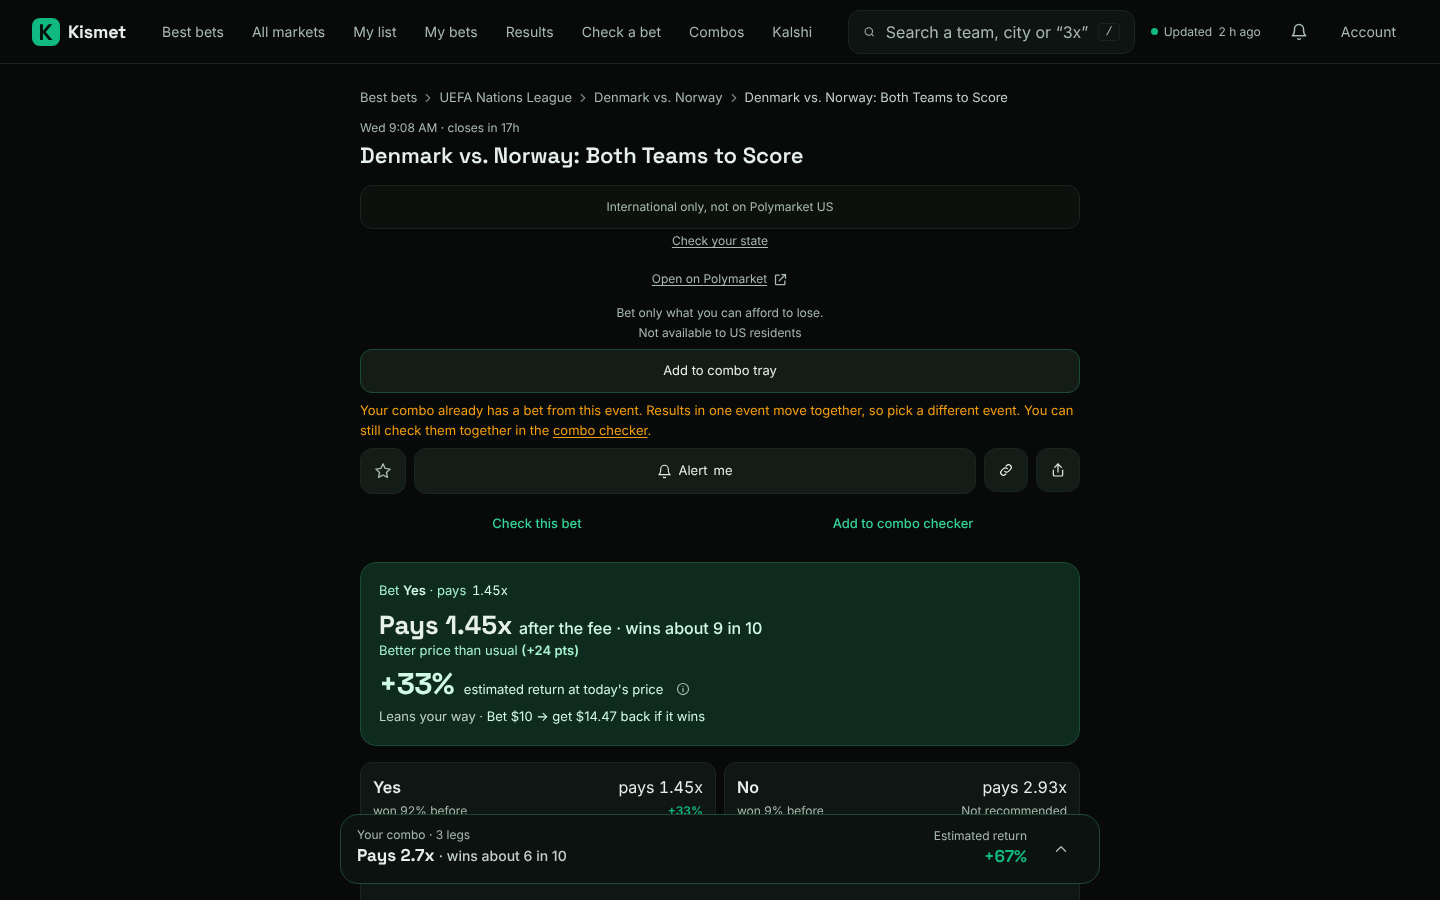 Kismet
Best bets
All markets
My list
My bets
Results
Check a bet
Combos
Kalshi
Search a team, city or “3x”
/
Updated 2 h ago
Account
Best bets > UEFA Nations League > Denmark vs. Norway > Denmark vs. Norway: Both Teams to Score
Wed 9:08 AM · closes in 17h
Denmark vs. Norway: Both Teams to Score
International only, not on Polymarket US
Check your state
Open on Polymarket
Bet only what you can afford to lose.
Not available to US residents
Add to combo tray
Your combo already has a bet from this event. Results in one event move together, so pick a different event. You can
still check them together in the combo checker.
Alert me
Check this bet
Add to combo checker
Bet Yes · pays 1.45x
Pays 1.45x after the fee · wins about 9 in 10
Better price than usual (+24 pts)
+33% estimated return at today's price
Leans your way · Bet $10 → get $14.47 back if it wins
Yes
pays 1.45x
won 92% before
+33%
No
pays 2.93x
won 9% before
Not recommended
Your combo · 3 legs
Pays 2.7x · wins about 6 in 10
Estimated return
+67%